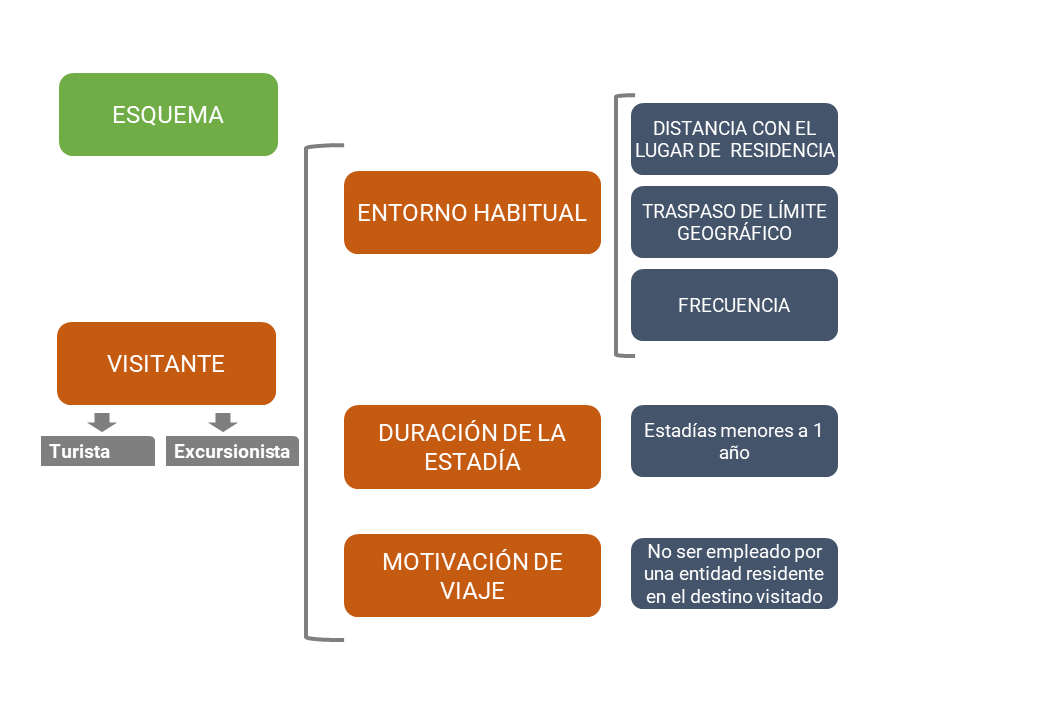 ESQUEMA
VISITANTE
Turista
Excursionista
ENTORNO HABITUAL
DISTANCIA CON EL
LUGAR DE RESIDENCIA
TRASPASO DE LÍMITE
GEOGRÁFICO
FRECUENCIA
DURACIÓN DE LA
ESTADÍA
Estadías menores a 1
año
MOTIVACIÓN DE
VIAJE
No ser empleado por
una entidad residente
en el destino visitado